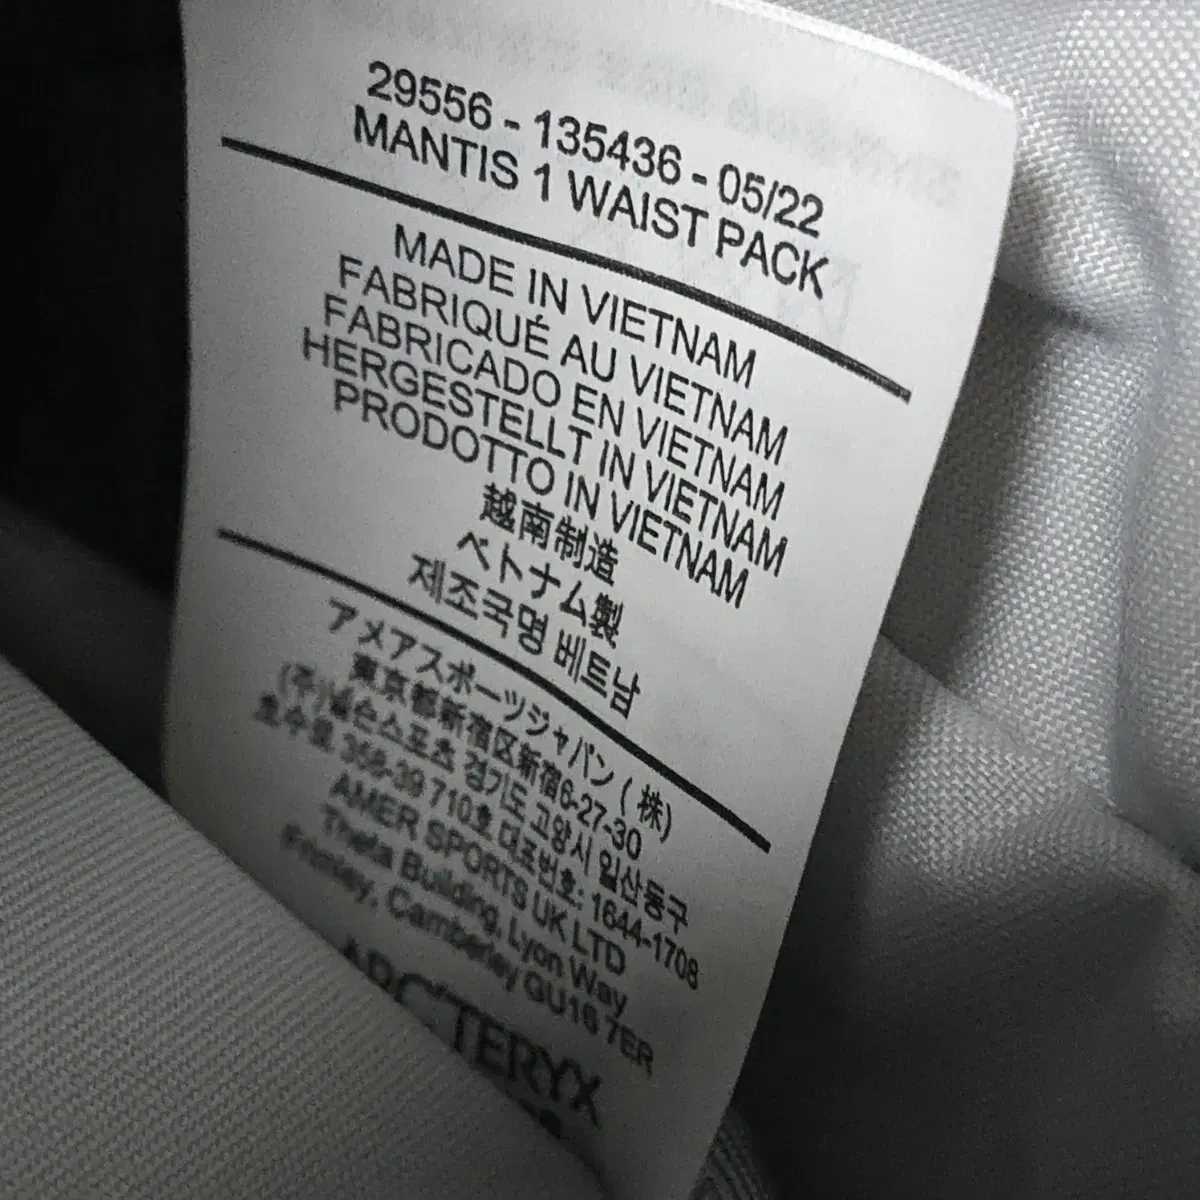 29556 - 135436 - 05/22
MANTIS 1 WAIST PACK
MADE IN VIETNAM
FABRIQUÉ AU VIETNAM
FABRICADO EN VIETNAM
HERGESTELLT IN VIETNAM
PRODOTTO IN VIETNAM
越南制造
ベトナム製
제조국명 베트남
アメアスポーツジャパン ( 株)
東京都新宿区新宿6-27-30
(주)넬슨스포츠 경기도 고양시 일산동구
호수로 358-39 710호 대표번호: 1644-1708
AMER SPORTS UK LTD
Theta Building, Lyon Way
Frimley, Camberley GU16 7ER
ARC'TERYX